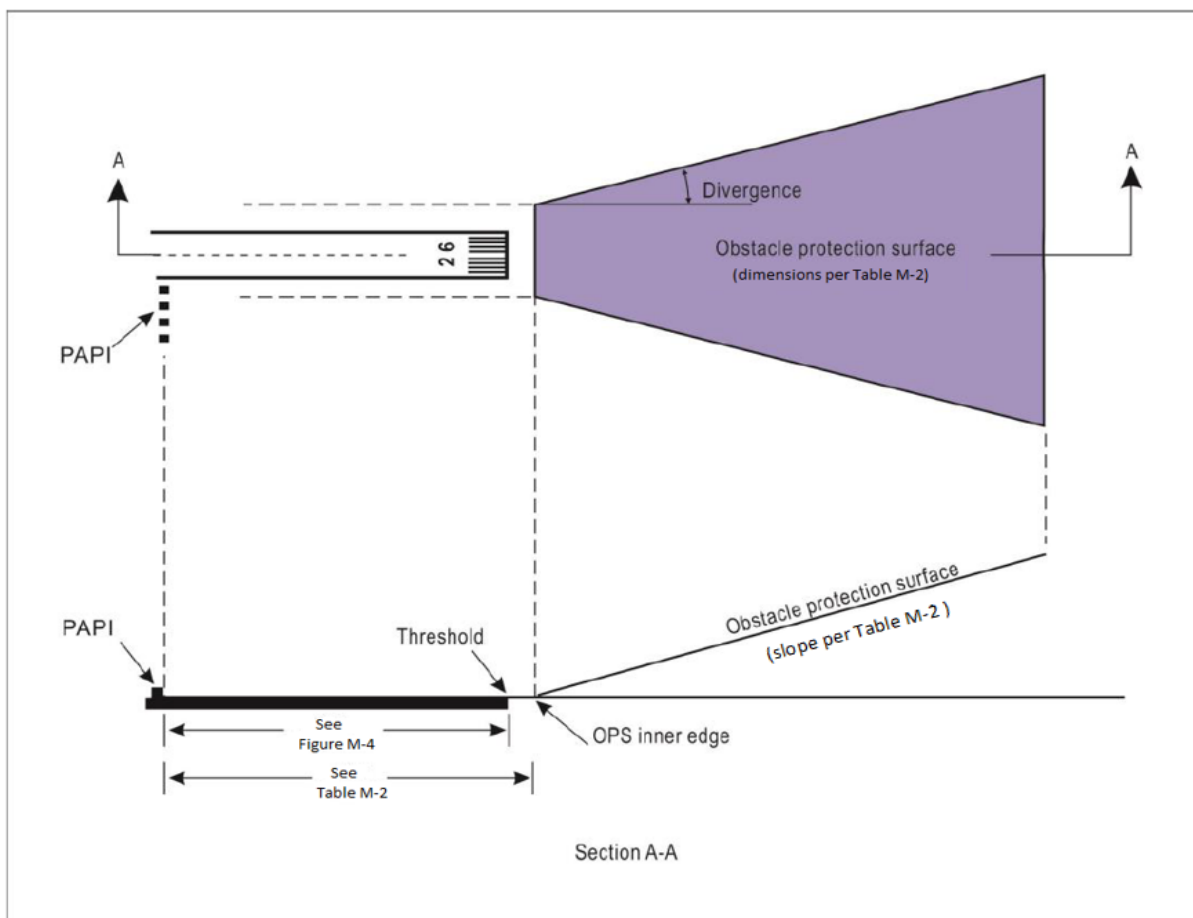 A
A
Divergence
Obstacle protection surface
(dimensions per Table M-2)
26
PAPI
Obstacle protection surface
(slope per Table M-2 )
PAPI
Threshold
See
Figure M-4
OPS inner edge
See
Table M-2
Section A-A